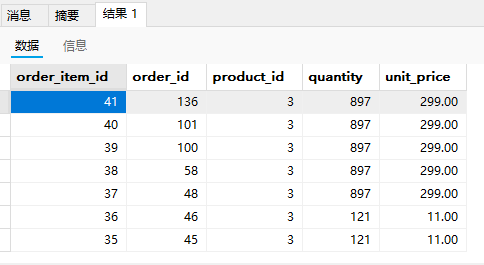 消息 摘要 结果 1
数据 信息
order_item_id order_id product_id quantity unit_price
41 136 3 897 299.00
40 101 3 897 299.00
39 100 3 897 299.00
38 58 3 897 299.00
37 48 3 897 299.00
36 46 3 121 11.00
35 45 3 121 11.00